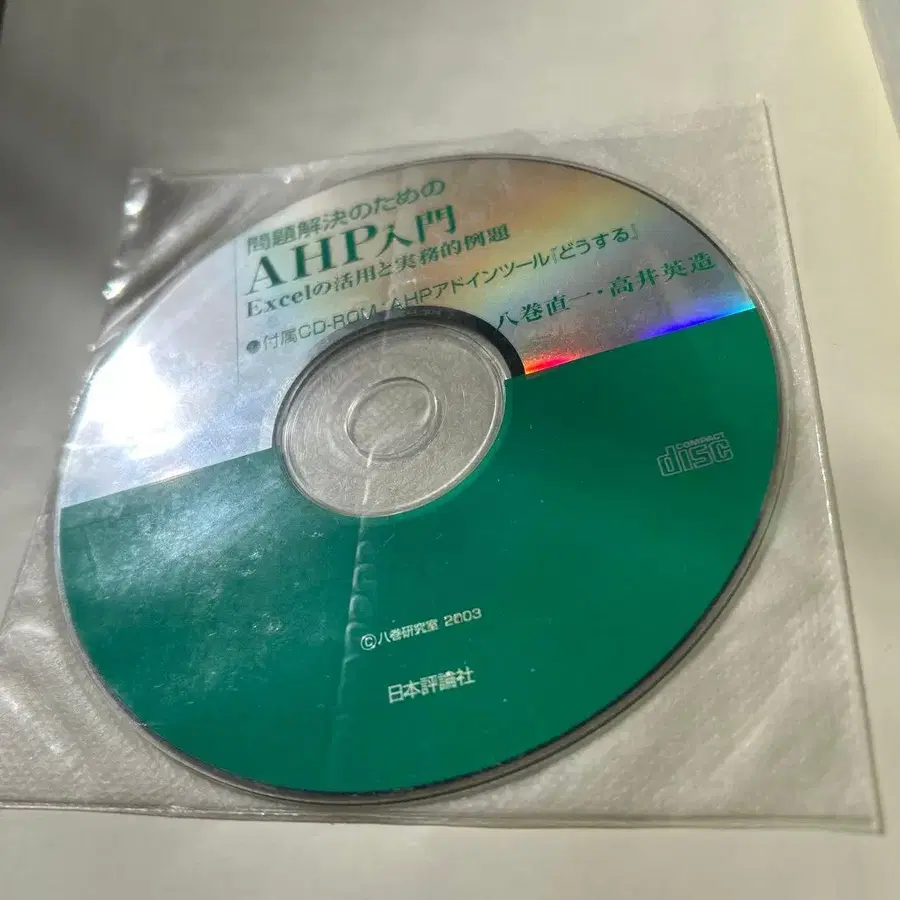 問題解決のための
AHP入門
Excelの活用と実務的例題
●付属CD-ROM・AHPアドインツール『どうする』
八巻直一・高井英造
COMPACT
disc
©八巻研究室 2003
日本評論社